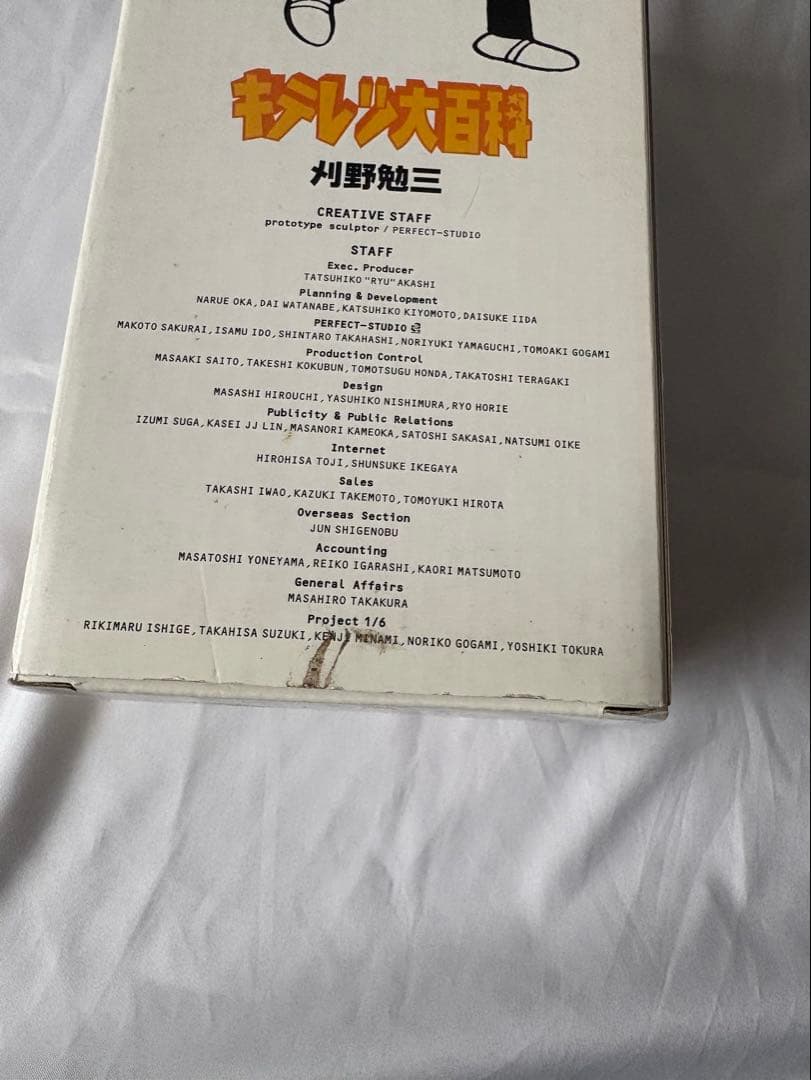 キテレツ大百科
刈野勉三
CREATIVE STAFF
prototype sculptor / PERFECT-STUDIO
STAFF
Exec. Producer
TATSUHIKO "RYU" AKASHI
Planning & Development
NARUE OKA,DAI WATANABE,KATSUHIKO KIYOMOTO,DAISUKE IIDA
PERFECT-STUDIO
MAKOTO SAKURAI,ISAMU IDO,SHINTARO TAKAHASHI,NORIYUKI YAMAGUCHI,TOMOAKI GOGAMI
Production Control
MASAAKI SAITO,TAKESHI KOKUBUN,TOMOTSUGU HONDA,TAKATOSHI TERAGAKI
Design
MASASHI HIROUCHI,YASUHIKO NISHIMURA,RYO HORIE
Publicity & Public Relations
IZUMI SUGA,KASEI JJ LIN,MASANORI KAMEOKA,SATOSHI SAKASAI,NATSUMI OIKE
Internet
HIROHISA TOJI,SHUNSUKE IKEGAYA
Sales
TAKASHI IWAO,KAZUKI TAKEMOTO,TOMOYUKI HIROTA
Overseas Section
JUN SHIGENOBU
Accounting
MASATOSHI YONEYAMA,REIKO IGARASHI,KAORI MATSUMOTO
General Affairs
MASAHIRO TAKAKURA
Project 1/6
RIKIMARU ISHIGE,TAKAHISA SUZUKI,KENJI MINAMI,NORIKO GOGAMI,YOSHIKI TOKURA